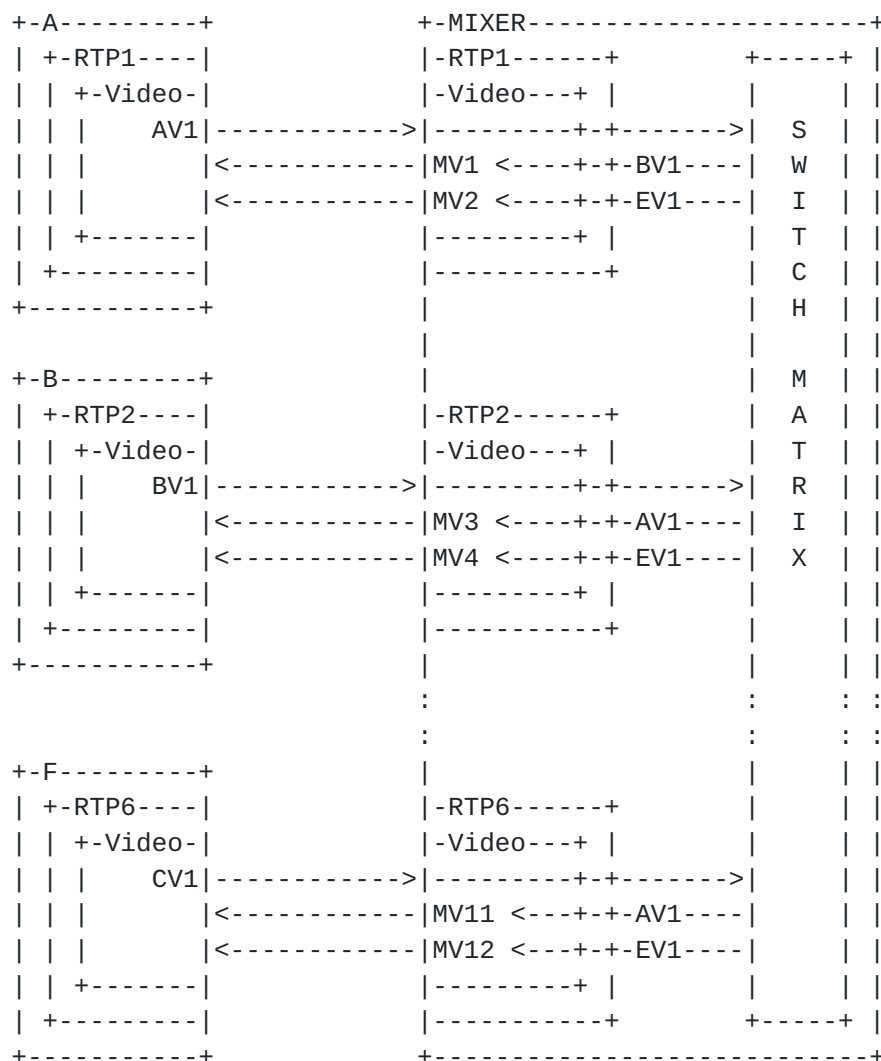 +-A---------+             +-MIXER----------------------+
| +-RTP1----|             |-RTP1------+        +-----+ |
| | +-Video-|             |-Video---+ |        |     | |
| | |    AV1|------------>|---------+-+------->|  S  | |
| | |       |<------------|MV1 <----+-+-BV1----|  W  | |
| | |       |<------------|MV2 <----+-+-EV1----|  I  | |
| | +-------|             |---------+ |        |  T  | |
| +---------|             |-----------+        |  C  | |
+-----------+             |                    |  H  | |
                          |                    |     | |
+-B---------+             |                    |  M  | |
| +-RTP2----|             |-RTP2------+        |  A  | |
| | +-Video-|             |-Video---+ |        |  T  | |
| | |    BV1|------------>|---------+-+------->|  R  | |
| | |       |<------------|MV3 <----+-+-AV1----|  I  | |
| | |       |<------------|MV4 <----+-+-EV1----|  X  | |
| | +-------|             |---------+ |        |     | |
| +---------|             |-----------+        |     | |
+-----------+             |                    |     | |
                          :                    :     : :
                          :                    :     : :
+-F---------+             |                    |     | |
| +-RTP6----|             |-RTP6------+        |     | |
| | +-Video-|             |-Video---+ |        |     | |
| | |    CV1|------------>|---------+-+------->|     | |
| | |       |<------------|MV11 <---+-+-AV1----|     | |
| | |       |<------------|MV12 <---+-+-EV1----|     | |
| | +-------|             |---------+ |        |     | |
| +---------|             |-----------+        +-----+ |
+-----------+             +----------------------------+